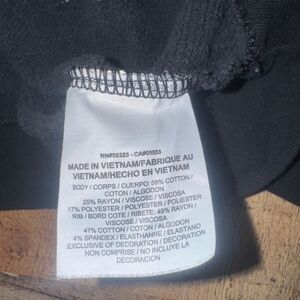 RN#56323 - CA#05553
MADE IN VIETNAM/FABRIQUE AU
VIETNAM/HECHO EN VIETNAM
BODY / CORPS / CUERPO: 58% COTTON /
COTON / ALGODON
25% RAYON / VISCOSE / VISCOSA
17% POLYESTER / POLYESTER / POLIESTER
RIB / BORD COTE / RIBETE: 49% RAYON /
VISCOSE / VISCOSA
47% COTTON / COTON / ALGODON
4% SPANDEX / ELASTHANNE / ELASTANO
EXCLUSIVE OF DECORATION / DECORATION
NON COMPRISE / NO INCLUYE LA
DECORACION